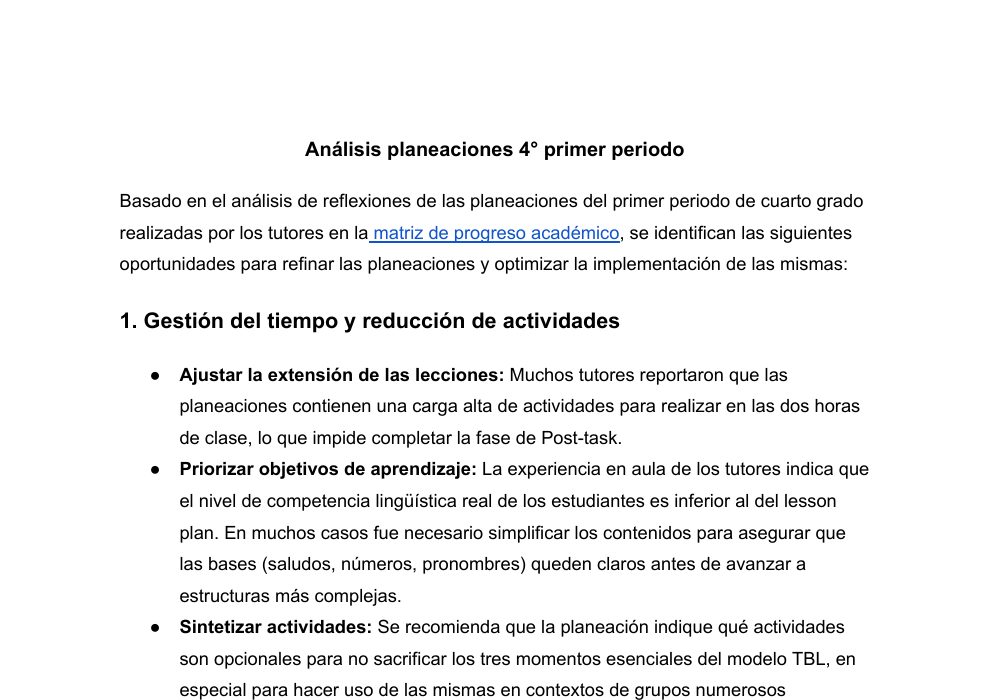 Análisis planeaciones 4° primer periodo
Basado en el análisis de reflexiones de las planeaciones del primer periodo de cuarto grado
realizadas por los tutores en la matriz de progreso académico, se identifican las siguientes
oportunidades para refinar las planeaciones y optimizar la implementación de las mismas:
1. Gestión del tiempo y reducción de actividades
● Ajustar la extensión de las lecciones: Muchos tutores reportaron que las
planeaciones contienen una carga alta de actividades para realizar en las dos horas
de clase, lo que impide completar la fase de Post-task.
● Priorizar objetivos de aprendizaje: La experiencia en aula de los tutores indica que
el nivel de competencia lingüística real de los estudiantes es inferior al del lesson
plan. En muchos casos fue necesario simplificar los contenidos para asegurar que
las bases (saludos, números, pronombres) queden claros antes de avanzar a
estructuras más complejas.
● Sintetizar actividades: Se recomienda que la planeación indique qué actividades
son opcionales para no sacrificar los tres momentos esenciales del modelo TBL, en
especial para hacer uso de las mismas en contextos de grupos numerosos